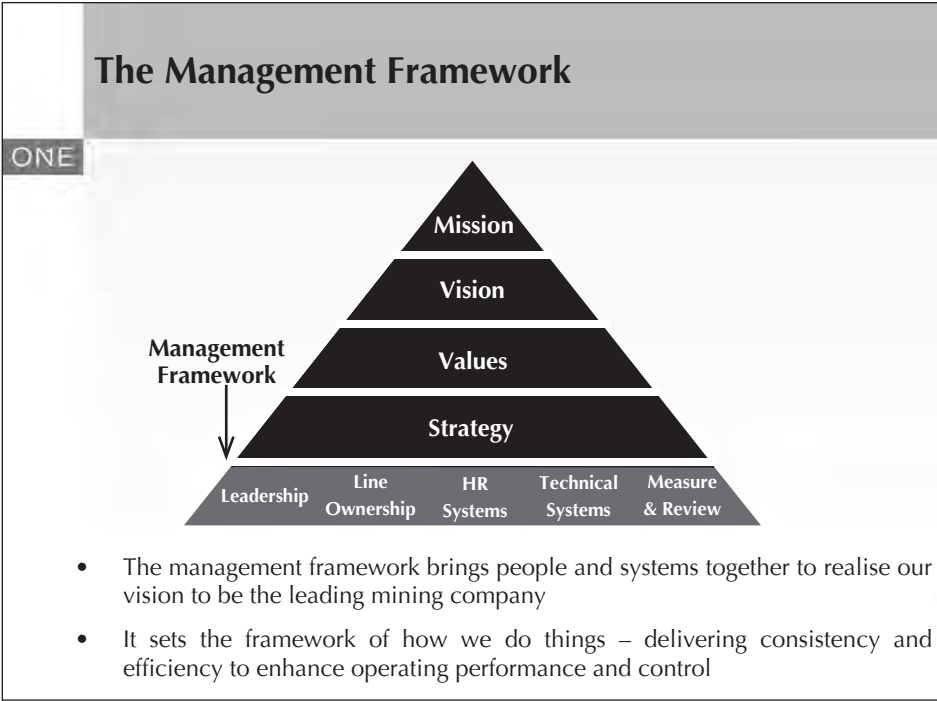 The Management Framework
ONE
Mission
Vision
Values
Management
Framework
Strategy
Leadership
Line
Ownership
HR
Systems
Technical
Systems
Measure
& Review
• The management framework brings people and systems together to realise our
vision to be the leading mining company
• It sets the framework of how we do things – delivering consistency and
efficiency to enhance operating performance and control